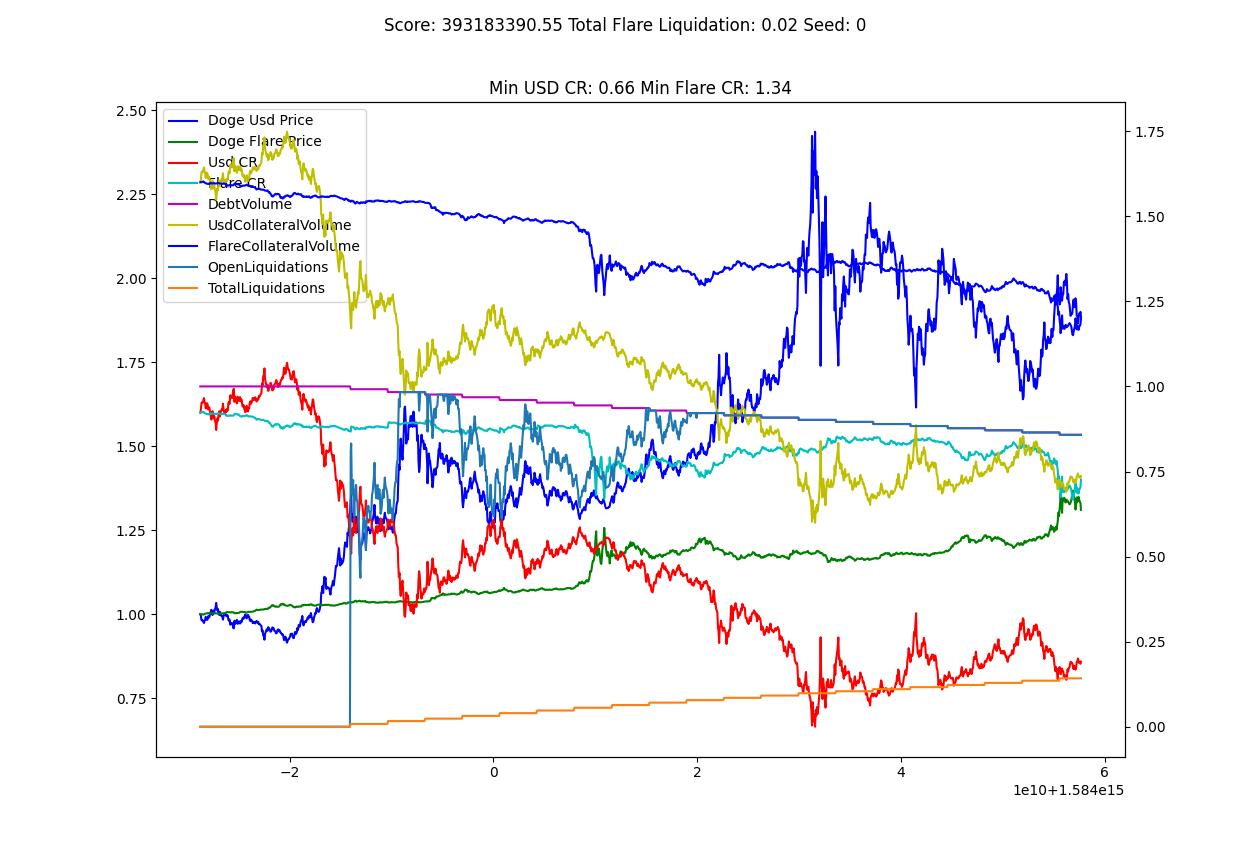 Score: 393183390.55 Total Flare Liquidation: 0.02 Seed: 0
Min USD CR: 0.66 Min Flare CR: 1.34
Doge Usd Price
Doge Flare Price
Usd CR
Flare CR
DebtVolume
UsdCollateralVolume
FlareCollateralVolume
OpenLiquidations
TotalLiquidations
2.50
2.25
2.00
1.75
1.50
1.25
1.00
0.75
1.75
1.50
1.25
1.00
0.75
0.50
0.25
0.00
−2 0 2 4 6
1e10+1.584e15